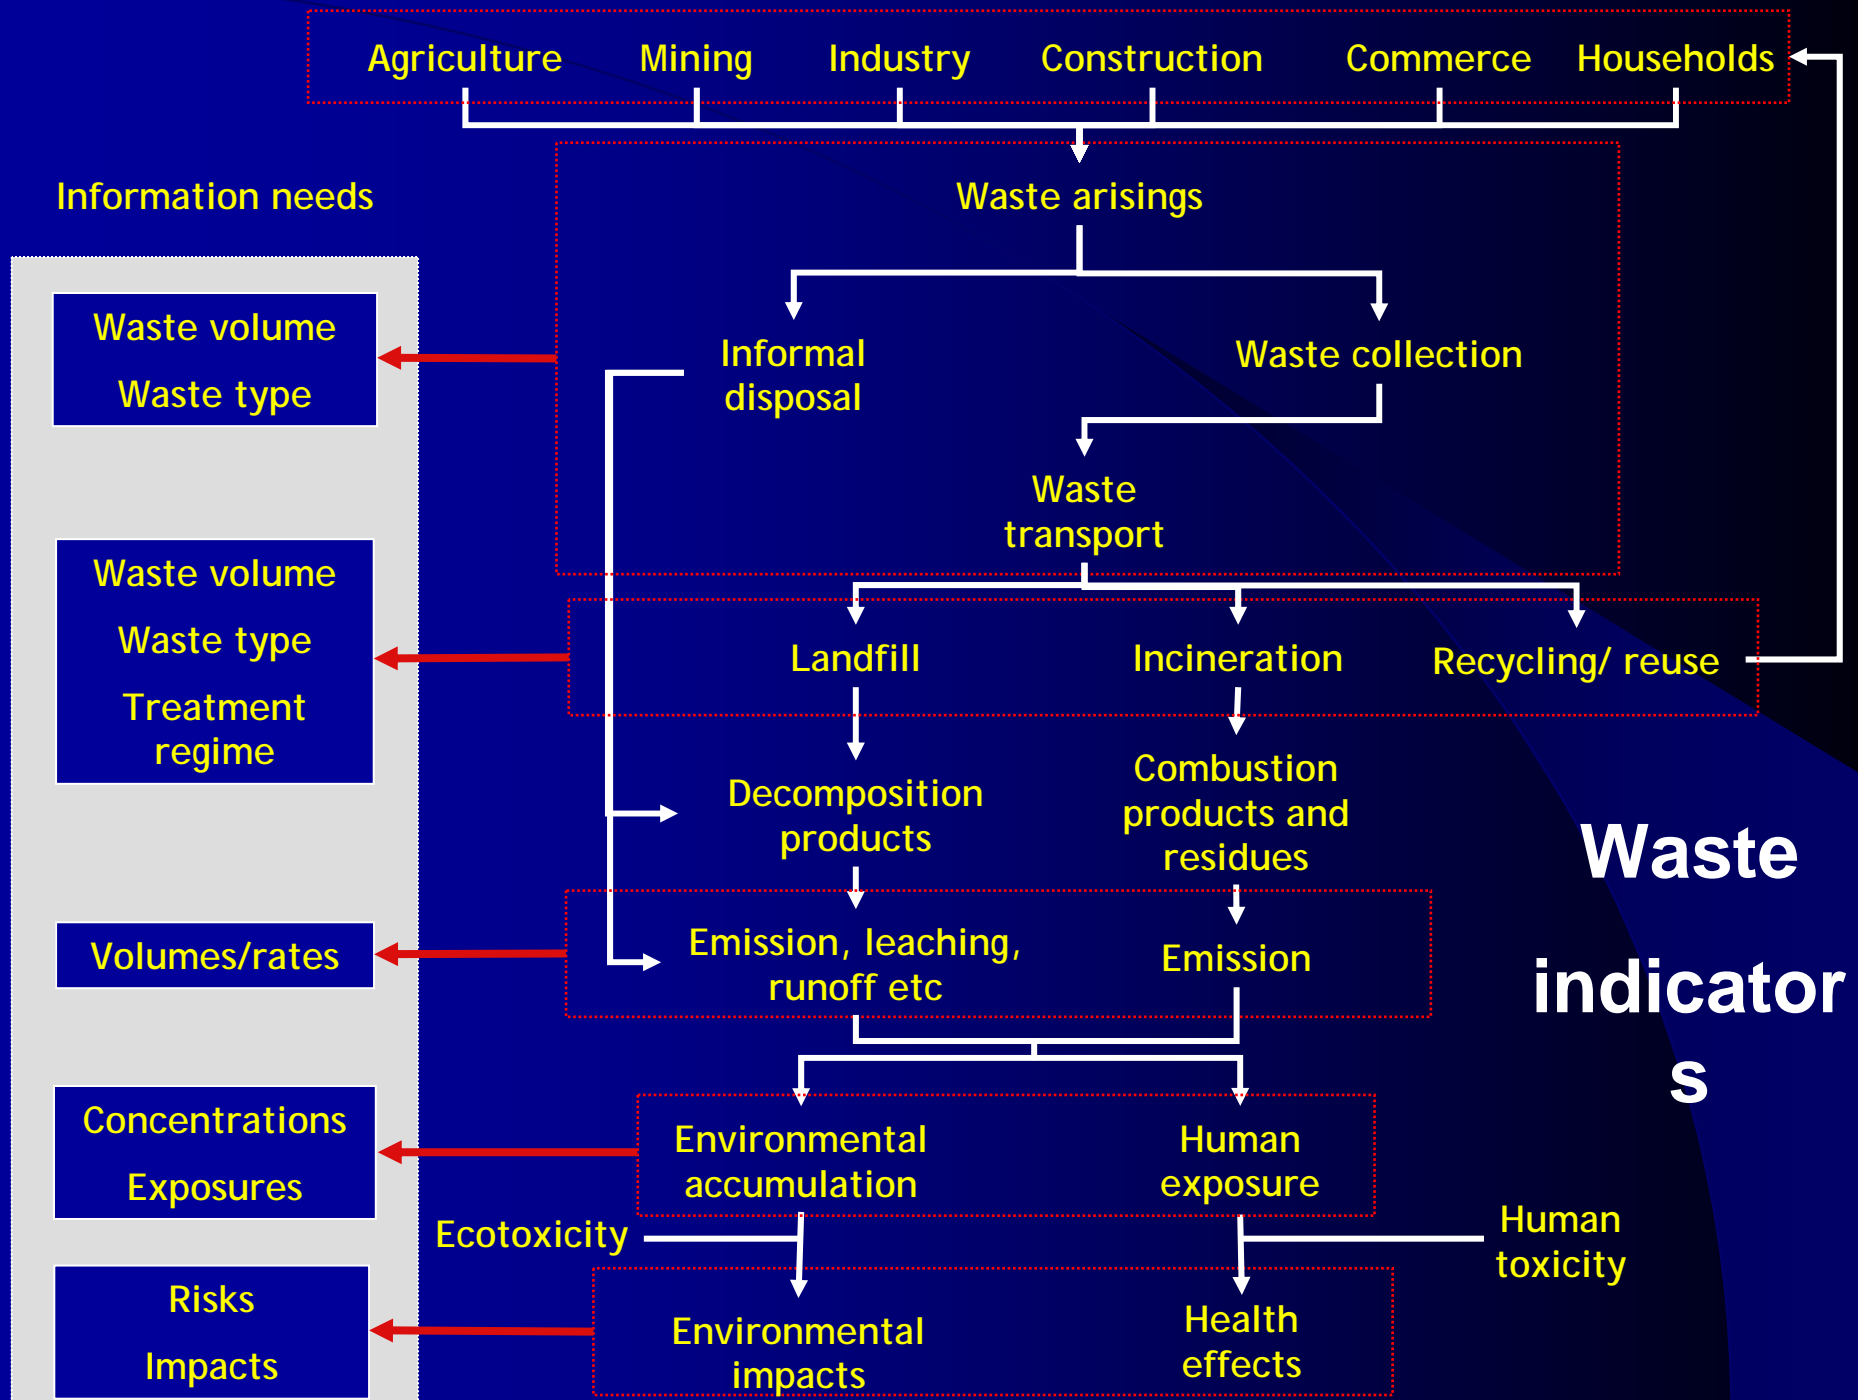 Agriculture Mining Industry Construction Commerce Households
Information needs
Waste arisings
Waste volume
Waste type
Informal
disposal
Waste collection
Waste
transport
Waste volume
Waste type
Treatment
regime
Landfill
Incineration
Recycling/ reuse
Decomposition
products
Combustion
products and
residues
Waste
indicator
s
Volumes/rates
Emission, leaching,
runoff etc
Emission
Concentrations
Exposures
Environmental
accumulation
Human
exposure
Ecotoxicity
Human
toxicity
Risks
Impacts
Environmental
impacts
Health
effects